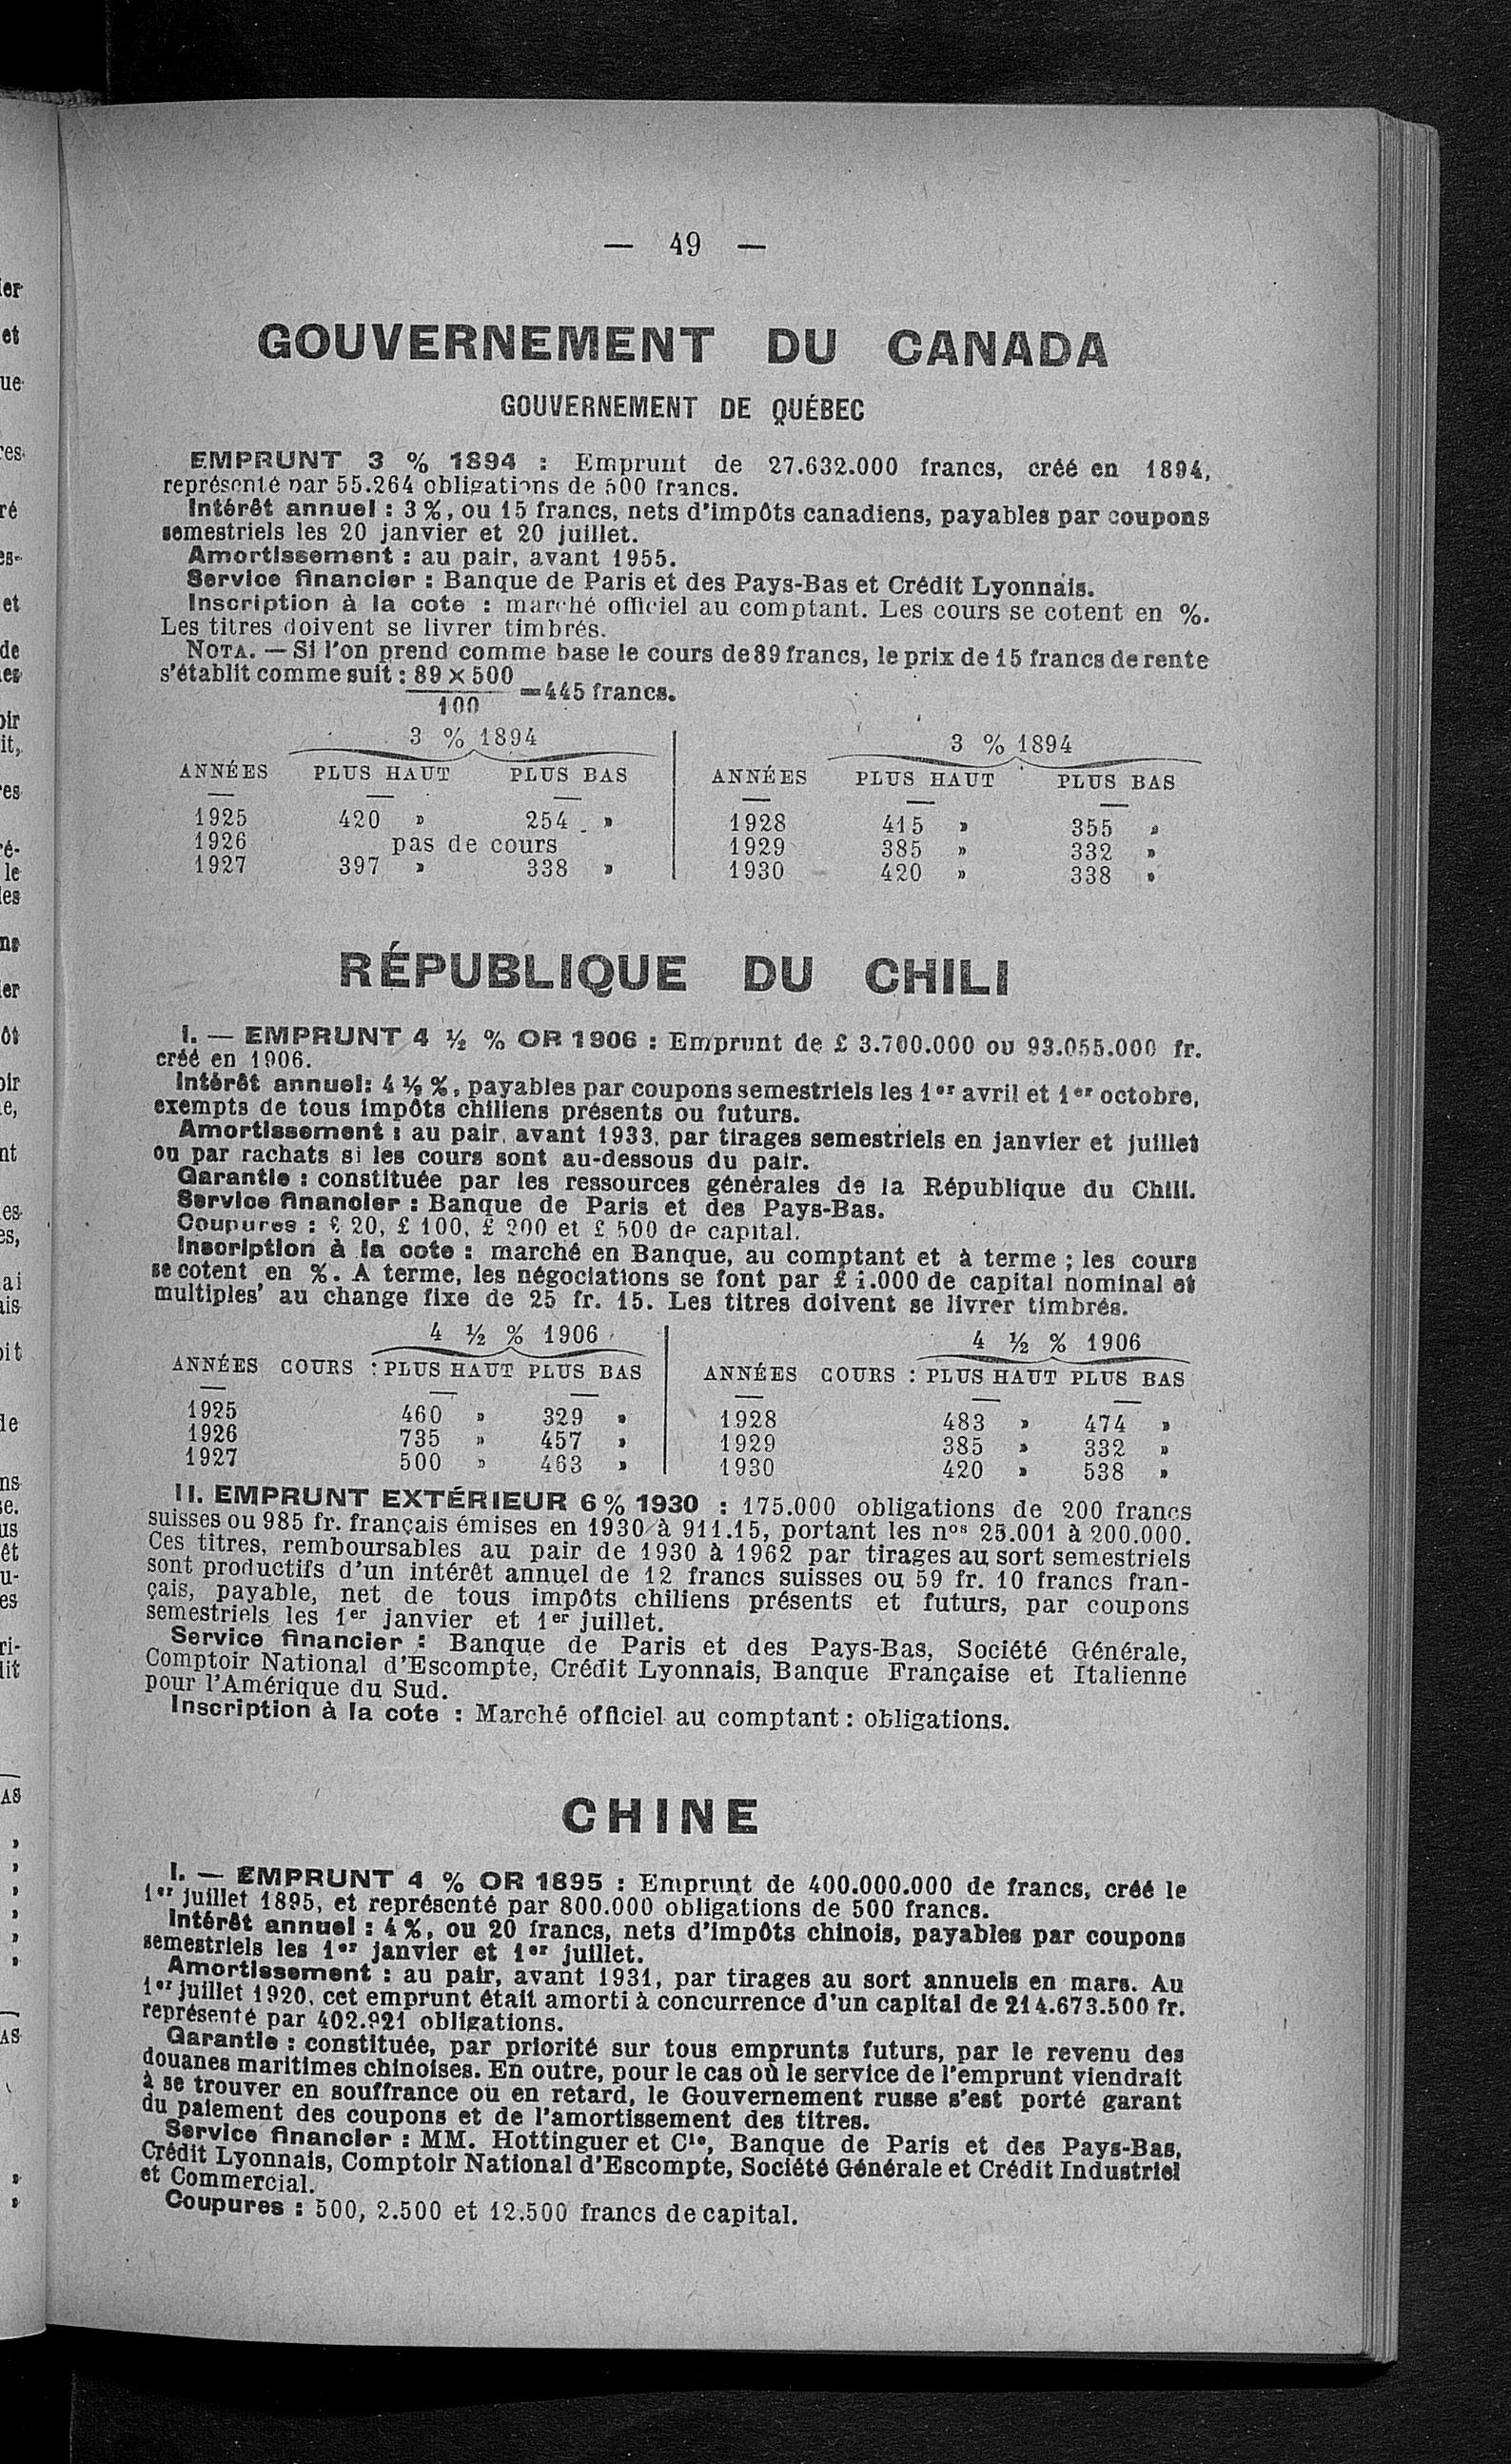 — 49 —
GOUVERNEMENT DU CANADA
GOUVERNEMENT DE QUÉBEC
EMPRUNT 3 % 1894 : Emprunt de 27.632.000 francs, créé en 1894,
représenté par 55.264 obligations de 500 francs.
Intérêt annuel : 3 %, ou 15 francs, nets d'impôts canadiens, payables par coupons
semestriels les 20 janvier et 20 juillet.
Amortissement : au pair, avant 1955.
Service financier : Banque de Paris et des Pays-Bas et Crédit Lyonnais.
Inscription à la cote : marché officiel au comptant. Les cours se cotent en %.
Les titres doivent se livrer timbrés.
NOTA. — Si l'on prend comme base le cours de 89 francs, le prix de 15 francs de rente
s'établit comme suit : 89 × 500
= 445 francs.
100
3 % 1894 3 % 1894
ANNÉES PLUS HAUT PLUS BAS ANNÉES PLUS HAUT PLUS BAS
1925 420 » 254 » 1928 415 » 355 »
1926 pas de cours 1929 385 » 332 »
1927 397 » 338 » 1930 420 » 338 »
RÉPUBLIQUE DU CHILI
I. — EMPRUNT 4 ½ % OR 1906 : Emprunt de £ 3.700.000 ou 93.055.000 fr.
créé en 1906.
Intérêt annuel : 4 ½ %, payables par coupons semestriels les 1er avril et 1er octobre,
exempts de tous impôts chiliens présents ou futurs.
Amortissement : au pair, avant 1933, par tirages semestriels en janvier et juillet
ou par rachats si les cours sont au-dessous du pair.
Garantie : constituée par les ressources générales de la République du Chili.
Service financier : Banque de Paris et des Pays-Bas.
Coupures : £ 20, £ 100, £ 200 et £ 500 de capital.
Inscription à la cote : marché en Banque, au comptant et à terme ; les cours
se cotent en %. A terme, les négociations se font par £ 1.000 de capital nominal et
multiples' au change fixe de 25 fr. 15. Les titres doivent se livrer timbrés.
4 ½ % 1906 4 ½ % 1906
ANNÉES COURS : PLUS HAUT PLUS BAS ANNÉES COURS : PLUS HAUT PLUS BAS
1925 460 » 329 » 1928 483 » 474 »
1926 735 » 457 » 1929 385 » 332 »
1927 500 » 463 » 1930 420 » 538 »
II. EMPRUNT EXTÉRIEUR 6 % 1930 : 175.000 obligations de 200 francs
suisses ou 985 fr. français émises en 1930 à 911.15, portant les nos 25.001 à 200.000.
Ces titres, remboursables au pair de 1930 à 1962 par tirages au sort semestriels
sont productifs d'un intérêt annuel de 12 francs suisses ou 59 fr. 10 francs fran-
çais, payable, net de tous impôts chiliens présents et futurs, par coupons
semestriels les 1er janvier et 1er juillet.
Service financier : Banque de Paris et des Pays-Bas, Société Générale,
Comptoir National d'Escompte, Crédit Lyonnais, Banque Française et Italienne
pour l'Amérique du Sud.
Inscription à la cote : Marché officiel au comptant : obligations.
CHINE
I. — EMPRUNT 4 % OR 1895 : Emprunt de 400.000.000 de francs, créé le
1er juillet 1895, et représenté par 800.000 obligations de 500 francs.
Intérêt annuel : 4 %, ou 20 francs, nets d'impôts chinois, payables par coupons
semestriels les 1er janvier et 1er juillet.
Amortissement : au pair, avant 1931, par tirages au sort annuels en mars. Au
1er juillet 1920, cet emprunt était amorti à concurrence d'un capital de 214.673.500 fr.
représenté par 402.921 obligations.
Garantie : constituée, par priorité sur tous emprunts futurs, par le revenu des
douanes maritimes chinoises. En outre, pour le cas où le service de l'emprunt viendrait
à se trouver en souffrance ou en retard, le Gouvernement russe s'est porté garant
du paiement des coupons et de l'amortissement des titres.
Service financier : MM. Hottinguer et Cie, Banque de Paris et des Pays-Bas,
Crédit Lyonnais, Comptoir National d'Escompte, Société Générale et Crédit Industriel
et Commercial.
Coupures : 500, 2.500 et 12.500 francs de capital.